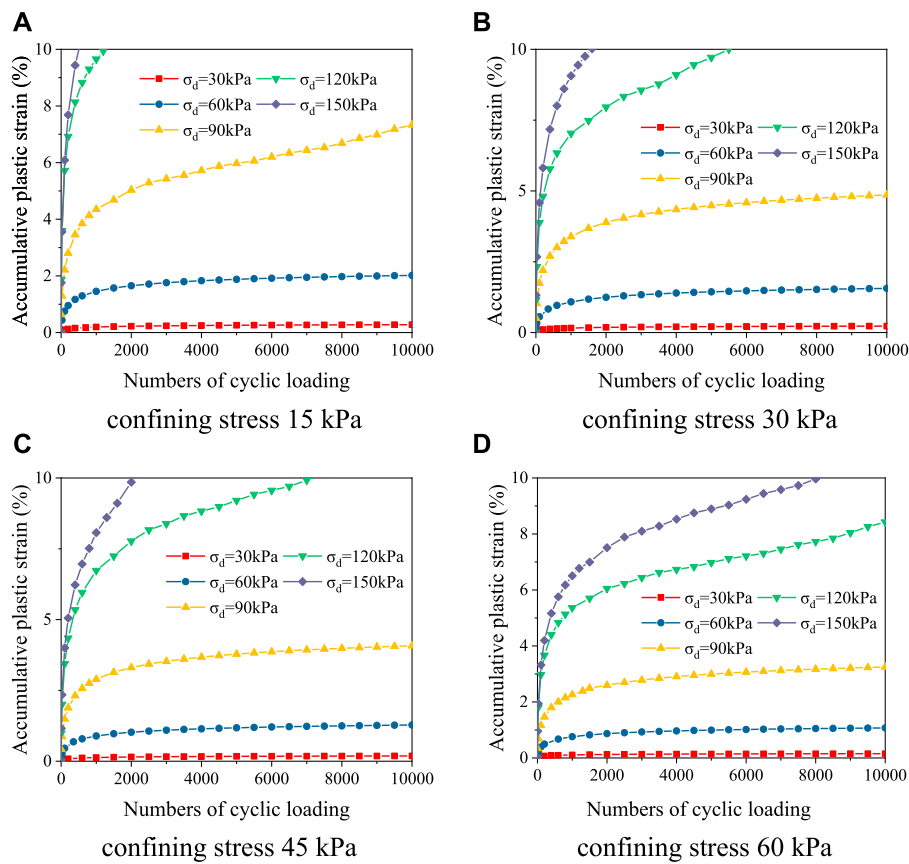 A
Accumulative plastic strain (%)
10
8
6
4
2
0
σd=30kPa
σd=120kPa
σd=60kPa
σd=150kPa
σd=90kPa
0 2000 4000 6000 8000 10000
Numbers of cyclic loading
confining stress 15 kPa
B
Accumulative plastic strain (%)
10
5
0
σd=30kPa
σd=120kPa
σd=60kPa
σd=150kPa
σd=90kPa
0 2000 4000 6000 8000 10000
Numbers of cyclic loading
confining stress 30 kPa
C
Accumulative plastic strain (%)
10
5
0
σd=30kPa
σd=120kPa
σd=60kPa
σd=150kPa
σd=90kPa
0 2000 4000 6000 8000 10000
Numbers of cyclic loading
confining stress 45 kPa
D
Accumulative plastic strain (%)
10
8
6
4
2
0
σd=30kPa
σd=120kPa
σd=60kPa
σd=150kPa
σd=90kPa
0 2000 4000 6000 8000 10000
Numbers of cyclic loading
confining stress 60 kPa